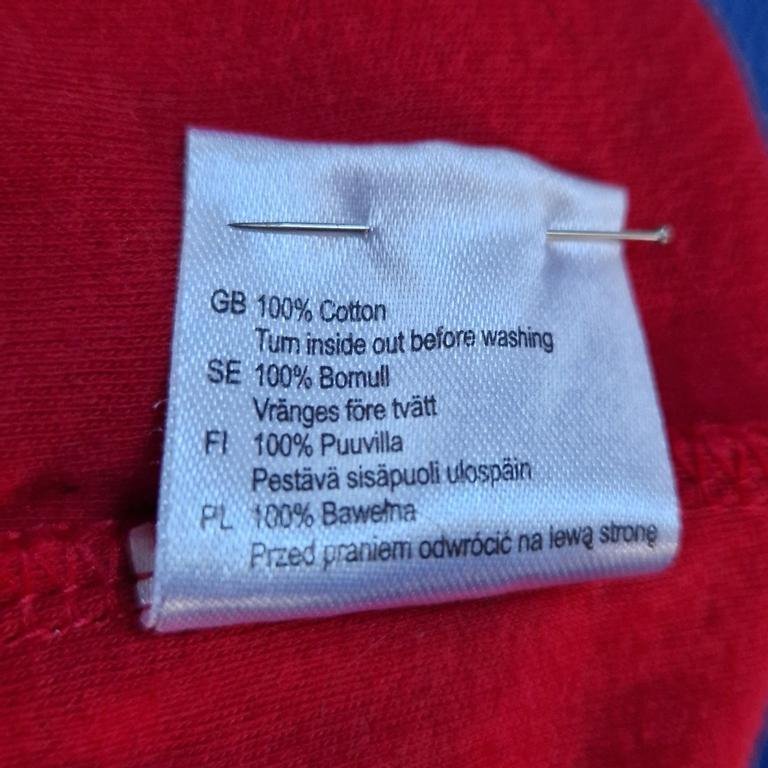 GB 100% Cotton
Turn inside out before washing
SE 100% Bomull
Vränges före tvätt
FI 100% Puuvilla
Pestävä sisäpuoli ulospäin
PL 100% Bawełna
Przed praniem odwrócić na lewą stronę